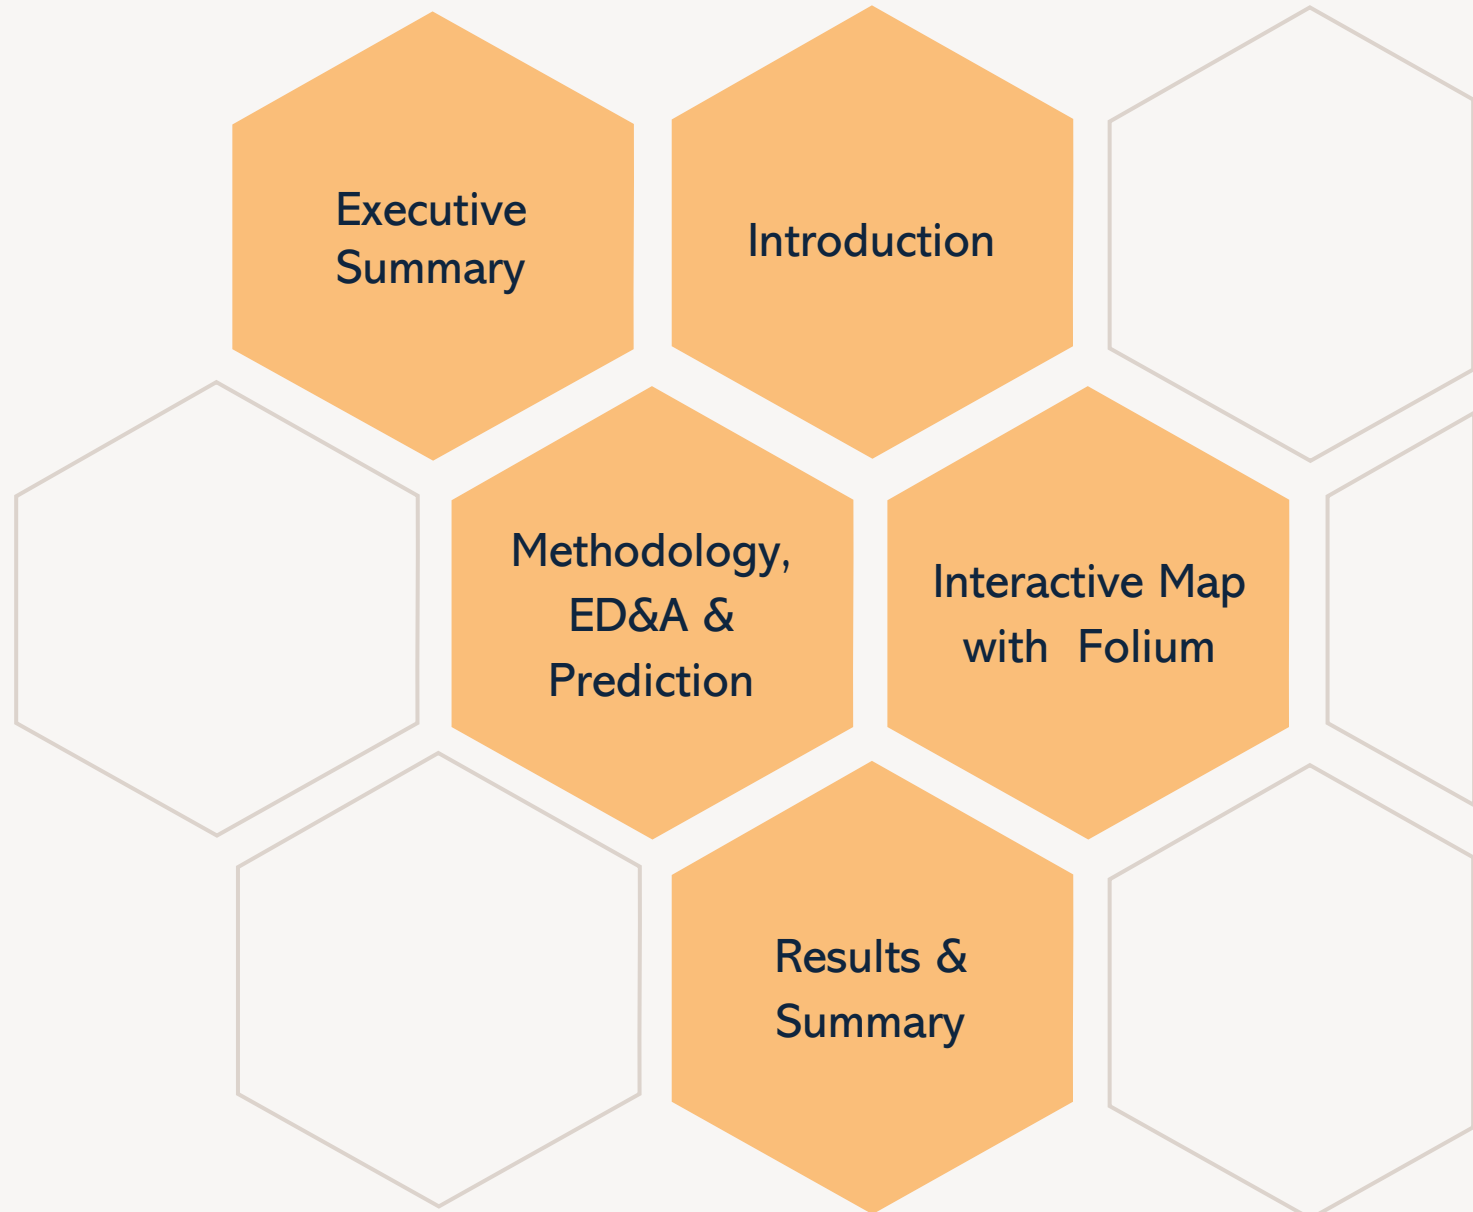 Executive
Summary
Introduction
Methodology,
ED&A &
Prediction
Interactive Map
with  Folium
Results &
Summary